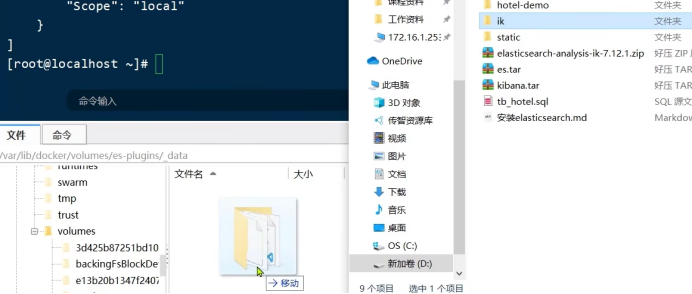 "Scope": "local"
}
]
[root@localhost ~]#
命令输入
文件
命令
/var/lib/docker/volumes/es-plugins/_data
runtimes
swarm
tmp
trust
volumes
3d425b87251bd10
backingFsBlockDe
e13b20b1347f2407
文件名
大小
移动
课程资料
工作资料
172.16.1.253
OneDrive
此电脑
3D 对象
传智资源库
视频
图片
文档
下载
音乐
桌面
OS (C:)
新加卷 (D:)
9 个项目
选中 1 个项目
hotel-demo
文件夹
ik
文件夹
static
文件夹
elasticsearch-analysis-ik-7.12.1.zip
好压 ZIP
es.tar
好压 TAR
kibana.tar
好压 TAR
tb_hotel.sql
SQL 源文
安装elasticsearch.md
Markdow